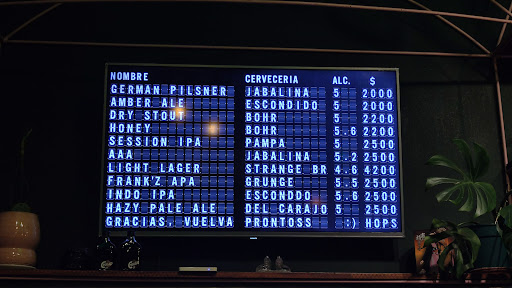 NOMBRE CERVECERIA ALC. $
GERMAN PILSNER JABALINA 5 2000
AMBER ALE ESCONDIDO 5 2000
DRY STOUT BOHR 5 2200
HONEY BOHR 5.6 2200
SESSION IPA PAMPA 5 2500
AAA JABALINA 5.2 2500
LIGHT LAGER STRANGE BR 4.6 4200
FRANK'Z APA GRUNGE 5.5 2500
INDO IPA ESCONDDO 5.6 2500
HAZY PALE ALE DEL CARAJO 5 2500
GRACIAS, VUELVA PRONTOSS :) HOPS